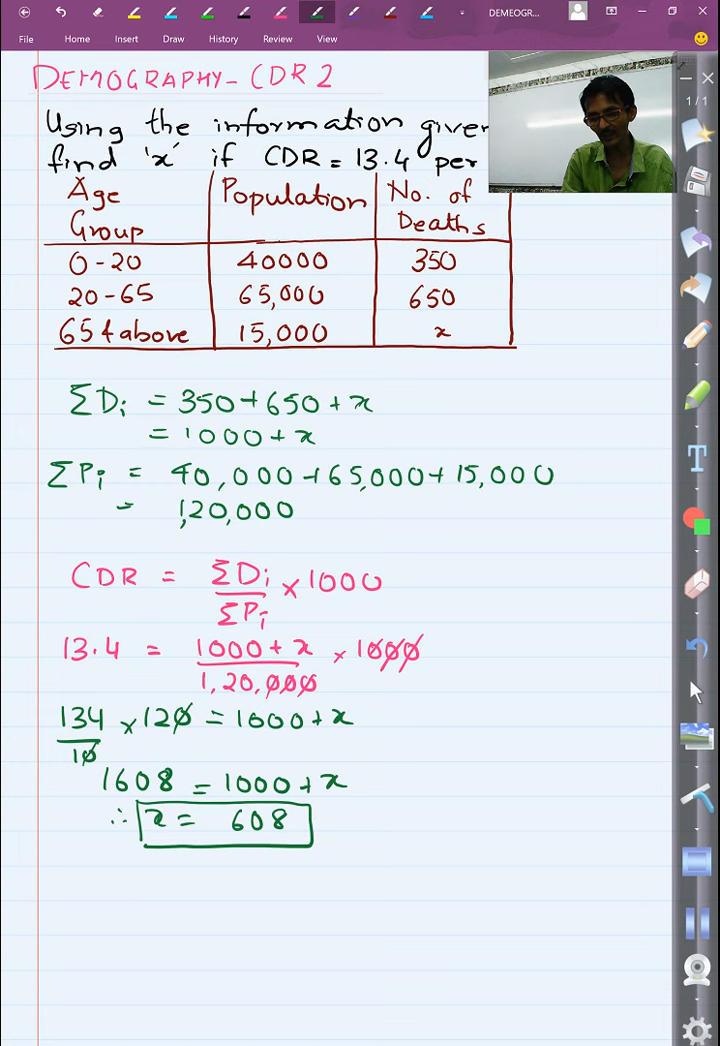 DEMEOGR...
File Home Insert Draw History Review View
DEMOGRAPHY - CDR 2
1/1
Using the information given
find 'x' if CDR = 13.4 per
Age Group Population No. of Deaths
0-20 40000 350
20-65 65,000 650
65 & above 15,000 x
ΣDi = 350+650+x
= 1000+x
ΣPi = 40,000+65,000+15,000
= 1,20,000
CDR = ΣDi/ΣPi × 1000
13.4 = 1000+x/1,20,000 × 1000
134/10 × 120 = 1000+x
1608 = 1000+x
∴ x = 608